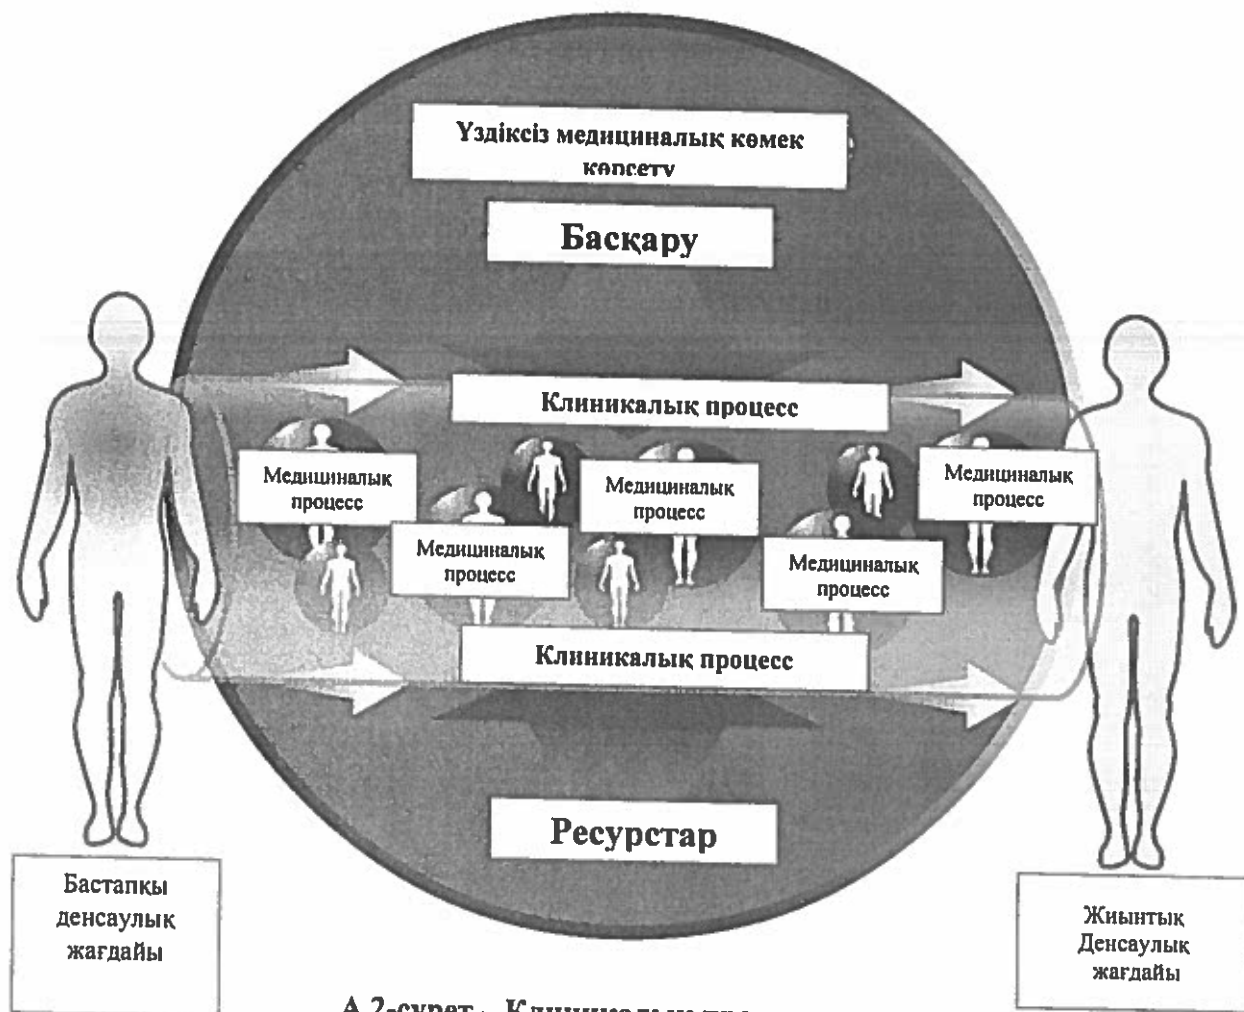 Үздіксіз медициналық көмек
көрсету
Басқару
Клиникалық процесс
Медициналық
процесс
Медициналық
процесс
Медициналық
процесс
Медициналық
процесс
Медициналық
процесс
Клиникалық процесс
Ресурстар
Бастапқы
денсаулық
жағдайы
Жиынтық
Денсаулық
жағдайы
А.2-сурет - Клиникалық